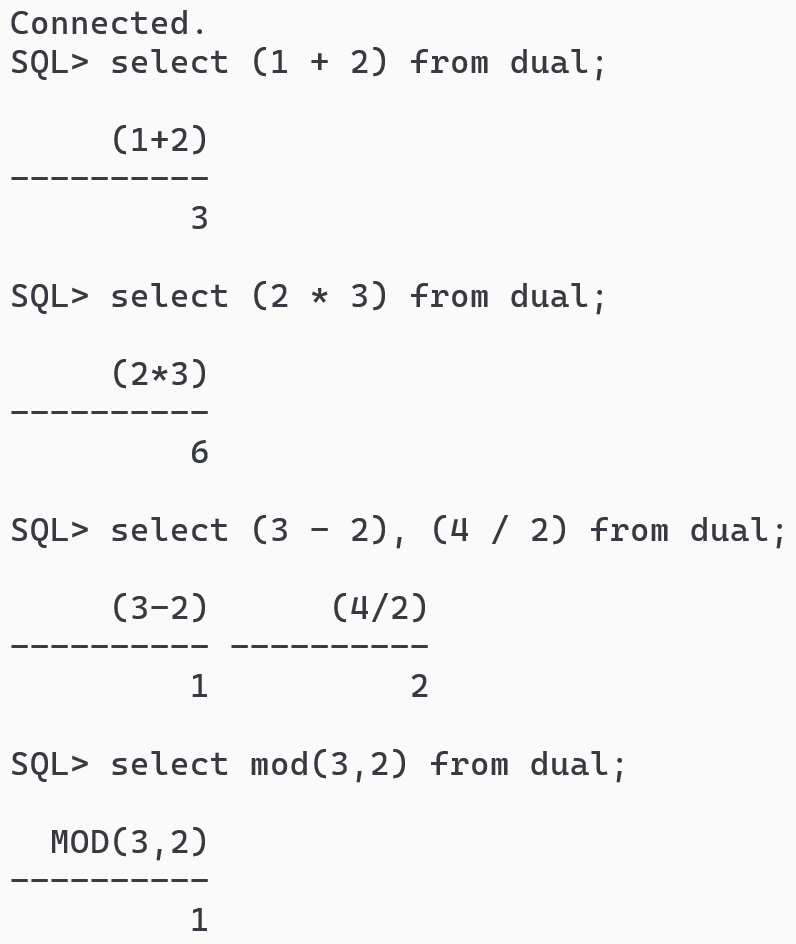 Connected.
SQL> select (1 + 2) from dual;
     (1+2)
----------
         3
SQL> select (2 * 3) from dual;
     (2*3)
----------
         6
SQL> select (3 - 2), (4 / 2) from dual;
     (3-2)      (4/2)
---------- ----------
         1          2
SQL> select mod(3,2) from dual;
  MOD(3,2)
----------
         1